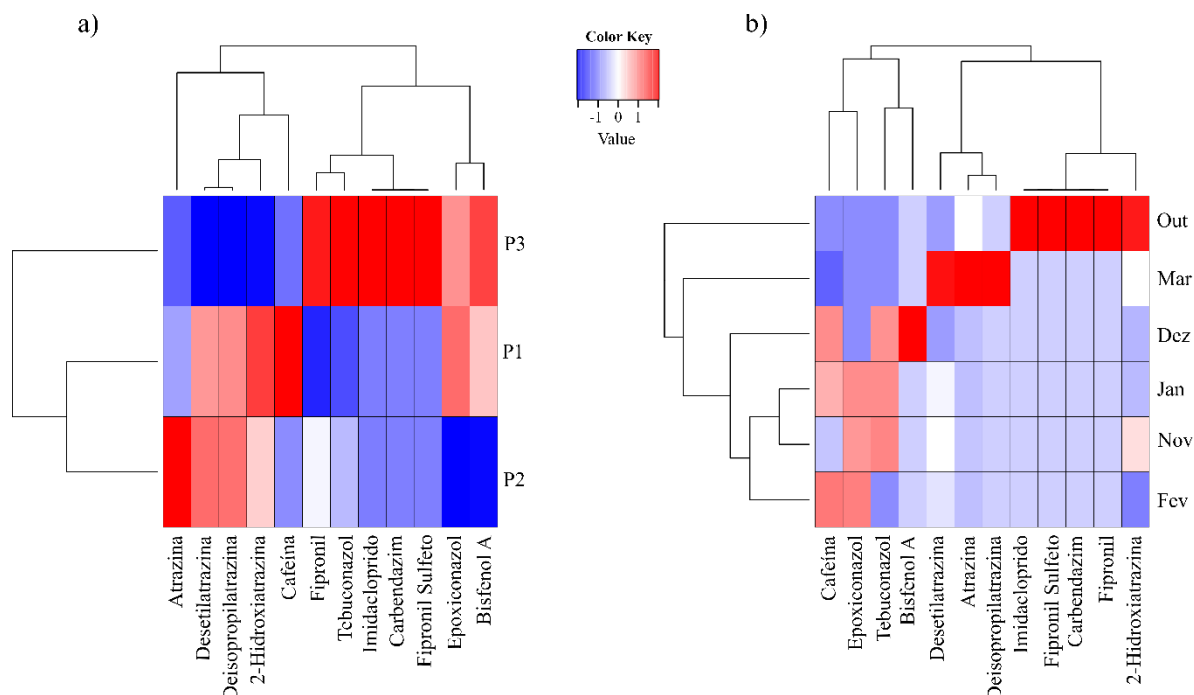 a)
Color Key
-1 0 1
Value
b)
P3
P1
P2
Atrazina
Desetilatrazina
Deisopropilatrazina
2-Hidroxiatrazina
Cafeína
Fipronil
Tebuconazol
Imidacloprido
Carbendazim
Fipronil Sulfeto
Epoxiconazol
Bisfenol A
Out
Mar
Dez
Jan
Nov
Fev
Cafeína
Epoxiconazol
Tebuconazol
Bisfenol A
Desetilatrazina
Atrazina
Deisopropilatrazina
Imidacloprido
Fipronil Sulfeto
Carbendazim
Fipronil
2-Hidroxiatrazina